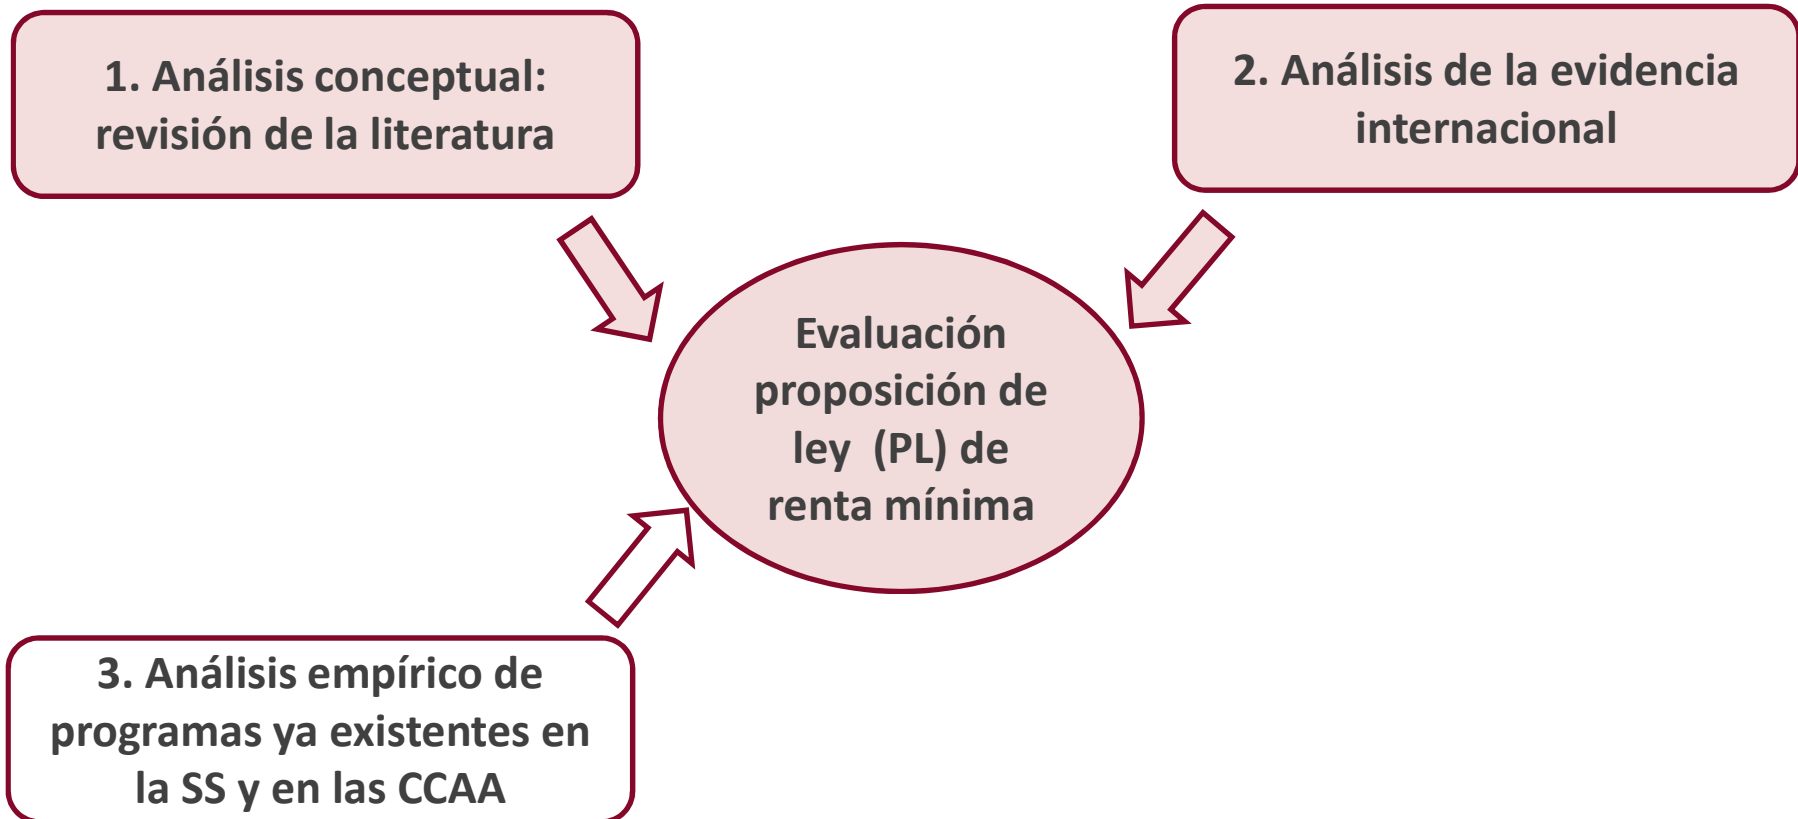 1. Análisis conceptual:
revisión de la literatura
2. Análisis de la evidencia
internacional
Evaluación
proposición de
ley  (PL) de
renta mínima
3. Análisis empírico de
programas ya existentes en
la SS y en las CCAA